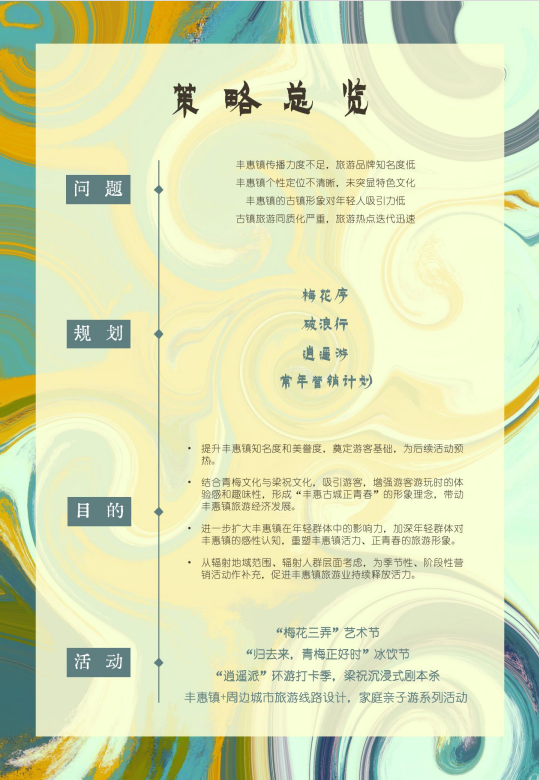 策略总览
问题
丰惠镇传播力度不足，旅游品牌知名度低
丰惠镇个性定位不清晰，未突显特色文化
丰惠镇的古镇形象对年轻人吸引力低
古镇旅游同质化严重，旅游热点迭代迅速
规划
梅花序
破浪行
逍遥游
常年营销计划
目的
• 提升丰惠镇知名度和美誉度，奠定游客基础，为后续活动预
热。
• 结合青梅文化与梁祝文化，吸引游客，增强游客游玩时的体
验感和趣味性，形成“丰惠古城正青春”的形象理念，带动
丰惠镇旅游经济发展。
• 进一步扩大丰惠镇在年轻群体中的影响力，加深年轻群体对
丰惠镇的感性认知，重塑丰惠镇活力、正青春的旅游形象。
• 从辐射地域范围、辐射人群层面考虑，为季节性、阶段性营
销活动作补充，促进丰惠镇旅游业持续释放活力。
活动
“梅花三弄”艺术节
“归去来，青梅正好时”冰饮节
“逍遥派”环游打卡季，梁祝沉浸式剧本杀
丰惠镇+周边城市旅游线路设计，家庭亲子游系列活动